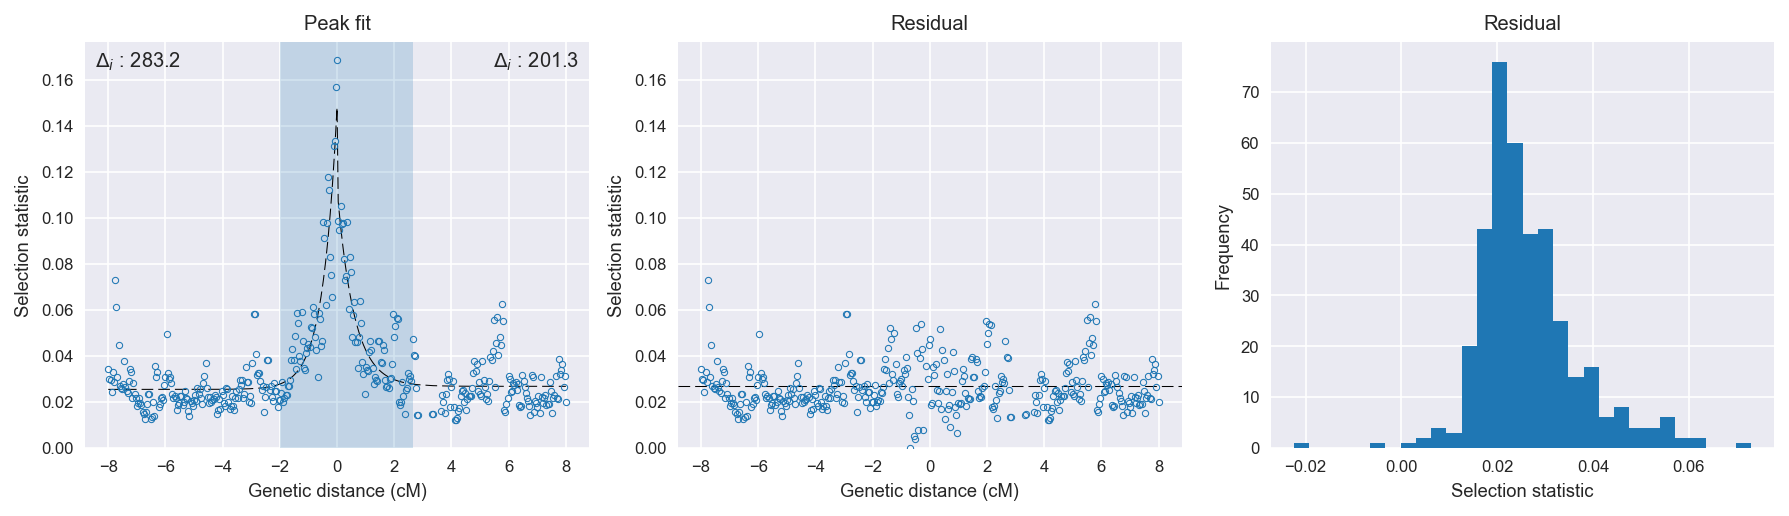 Peak fit
Δi : 283.2
Δi : 201.3
Selection statistic
0.16
0.14
0.12
0.10
0.08
0.06
0.04
0.02
0.00
−8 −6 −4 −2 0 2 4 6 8
Genetic distance (cM)
Residual
Selection statistic
0.16
0.14
0.12
0.10
0.08
0.06
0.04
0.02
0.00
−8 −6 −4 −2 0 2 4 6 8
Genetic distance (cM)
Residual
Frequency
70
60
50
40
30
20
10
0
−0.02 0.00 0.02 0.04 0.06
Selection statistic